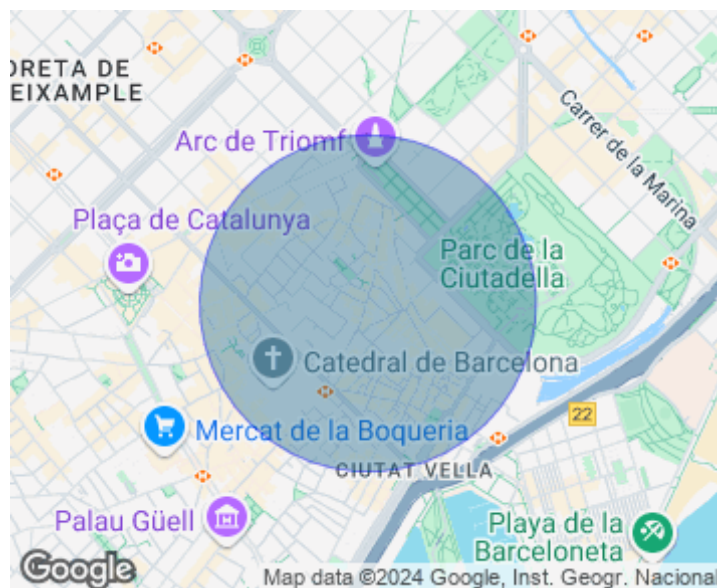 DRETA DE
EIXAMPLE
Arc de Triomf
Carrer de la Marina
Plaça de Catalunya
Parc de la
Ciutadella
Catedral de Barcelona
22
Mercat de la Boqueria
CIUTAT VELLA
Palau Güell
Playa de la
Barceloneta
Google
Map data ©2024 Google, Inst. Geogr. Nacional